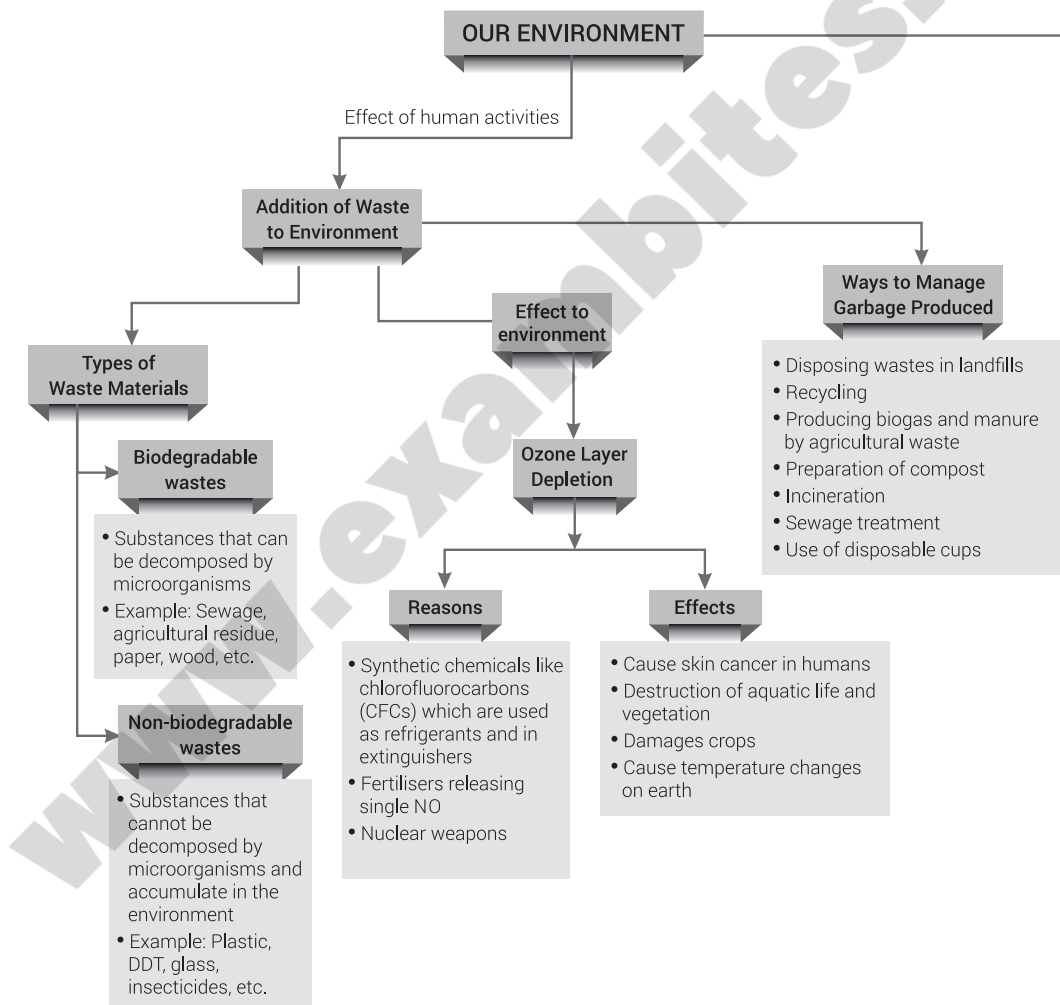 OUR ENVIRONMENT
Effect of human activities
Addition of Waste
to Environment
Ways to Manage
Garbage Produced
• Disposing wastes in landfills
• Recycling
• Producing biogas and manure
by agricultural waste
• Preparation of compost
• Incineration
• Sewage treatment
• Use of disposable cups
Effect to
environment
Types of
Waste Materials
Biodegradable
wastes
• Substances that can
be decomposed by
microorganisms
• Example: Sewage,
agricultural residue,
paper, wood, etc.
Non-biodegradable
wastes
• Substances that
cannot be
decomposed by
microorganisms and
accumulate in the
environment
• Example: Plastic,
DDT, glass,
insecticides, etc.
Ozone Layer
Depletion
Reasons
• Synthetic chemicals like
chlorofluorocarbons
(CFCs) which are used
as refrigerants and in
extinguishers
• Fertilisers releasing
single NO
• Nuclear weapons
Effects
• Cause skin cancer in humans
• Destruction of aquatic life and
vegetation
• Damages crops
• Cause temperature changes
on earth
www.exambites.